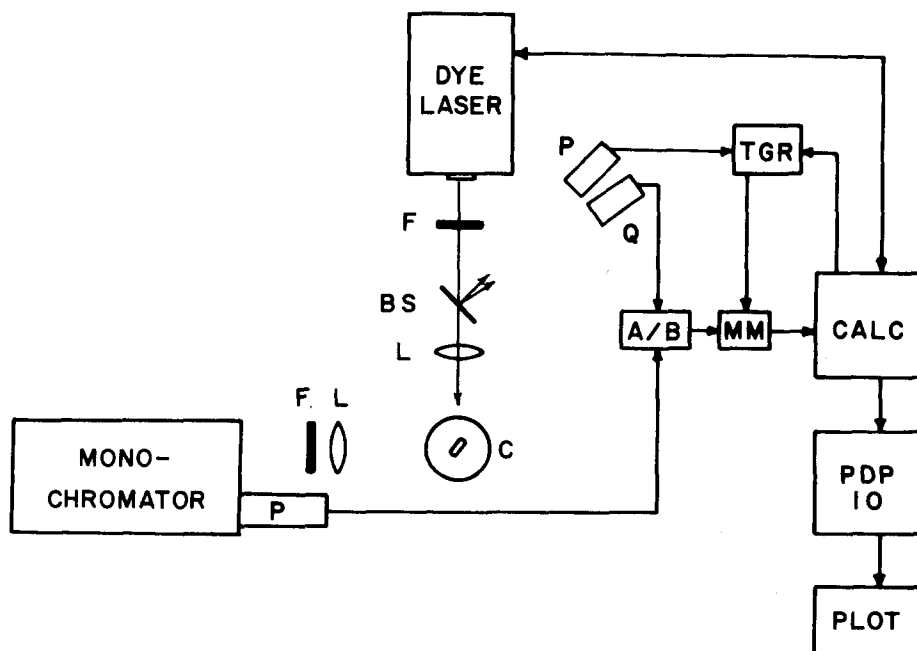 DYE
LASER
P
TGR
F
Q
BS
A/B
MM
CALC
L
F
L
C
MONO-
CHROMATOR
P
PDP
10
PLOT